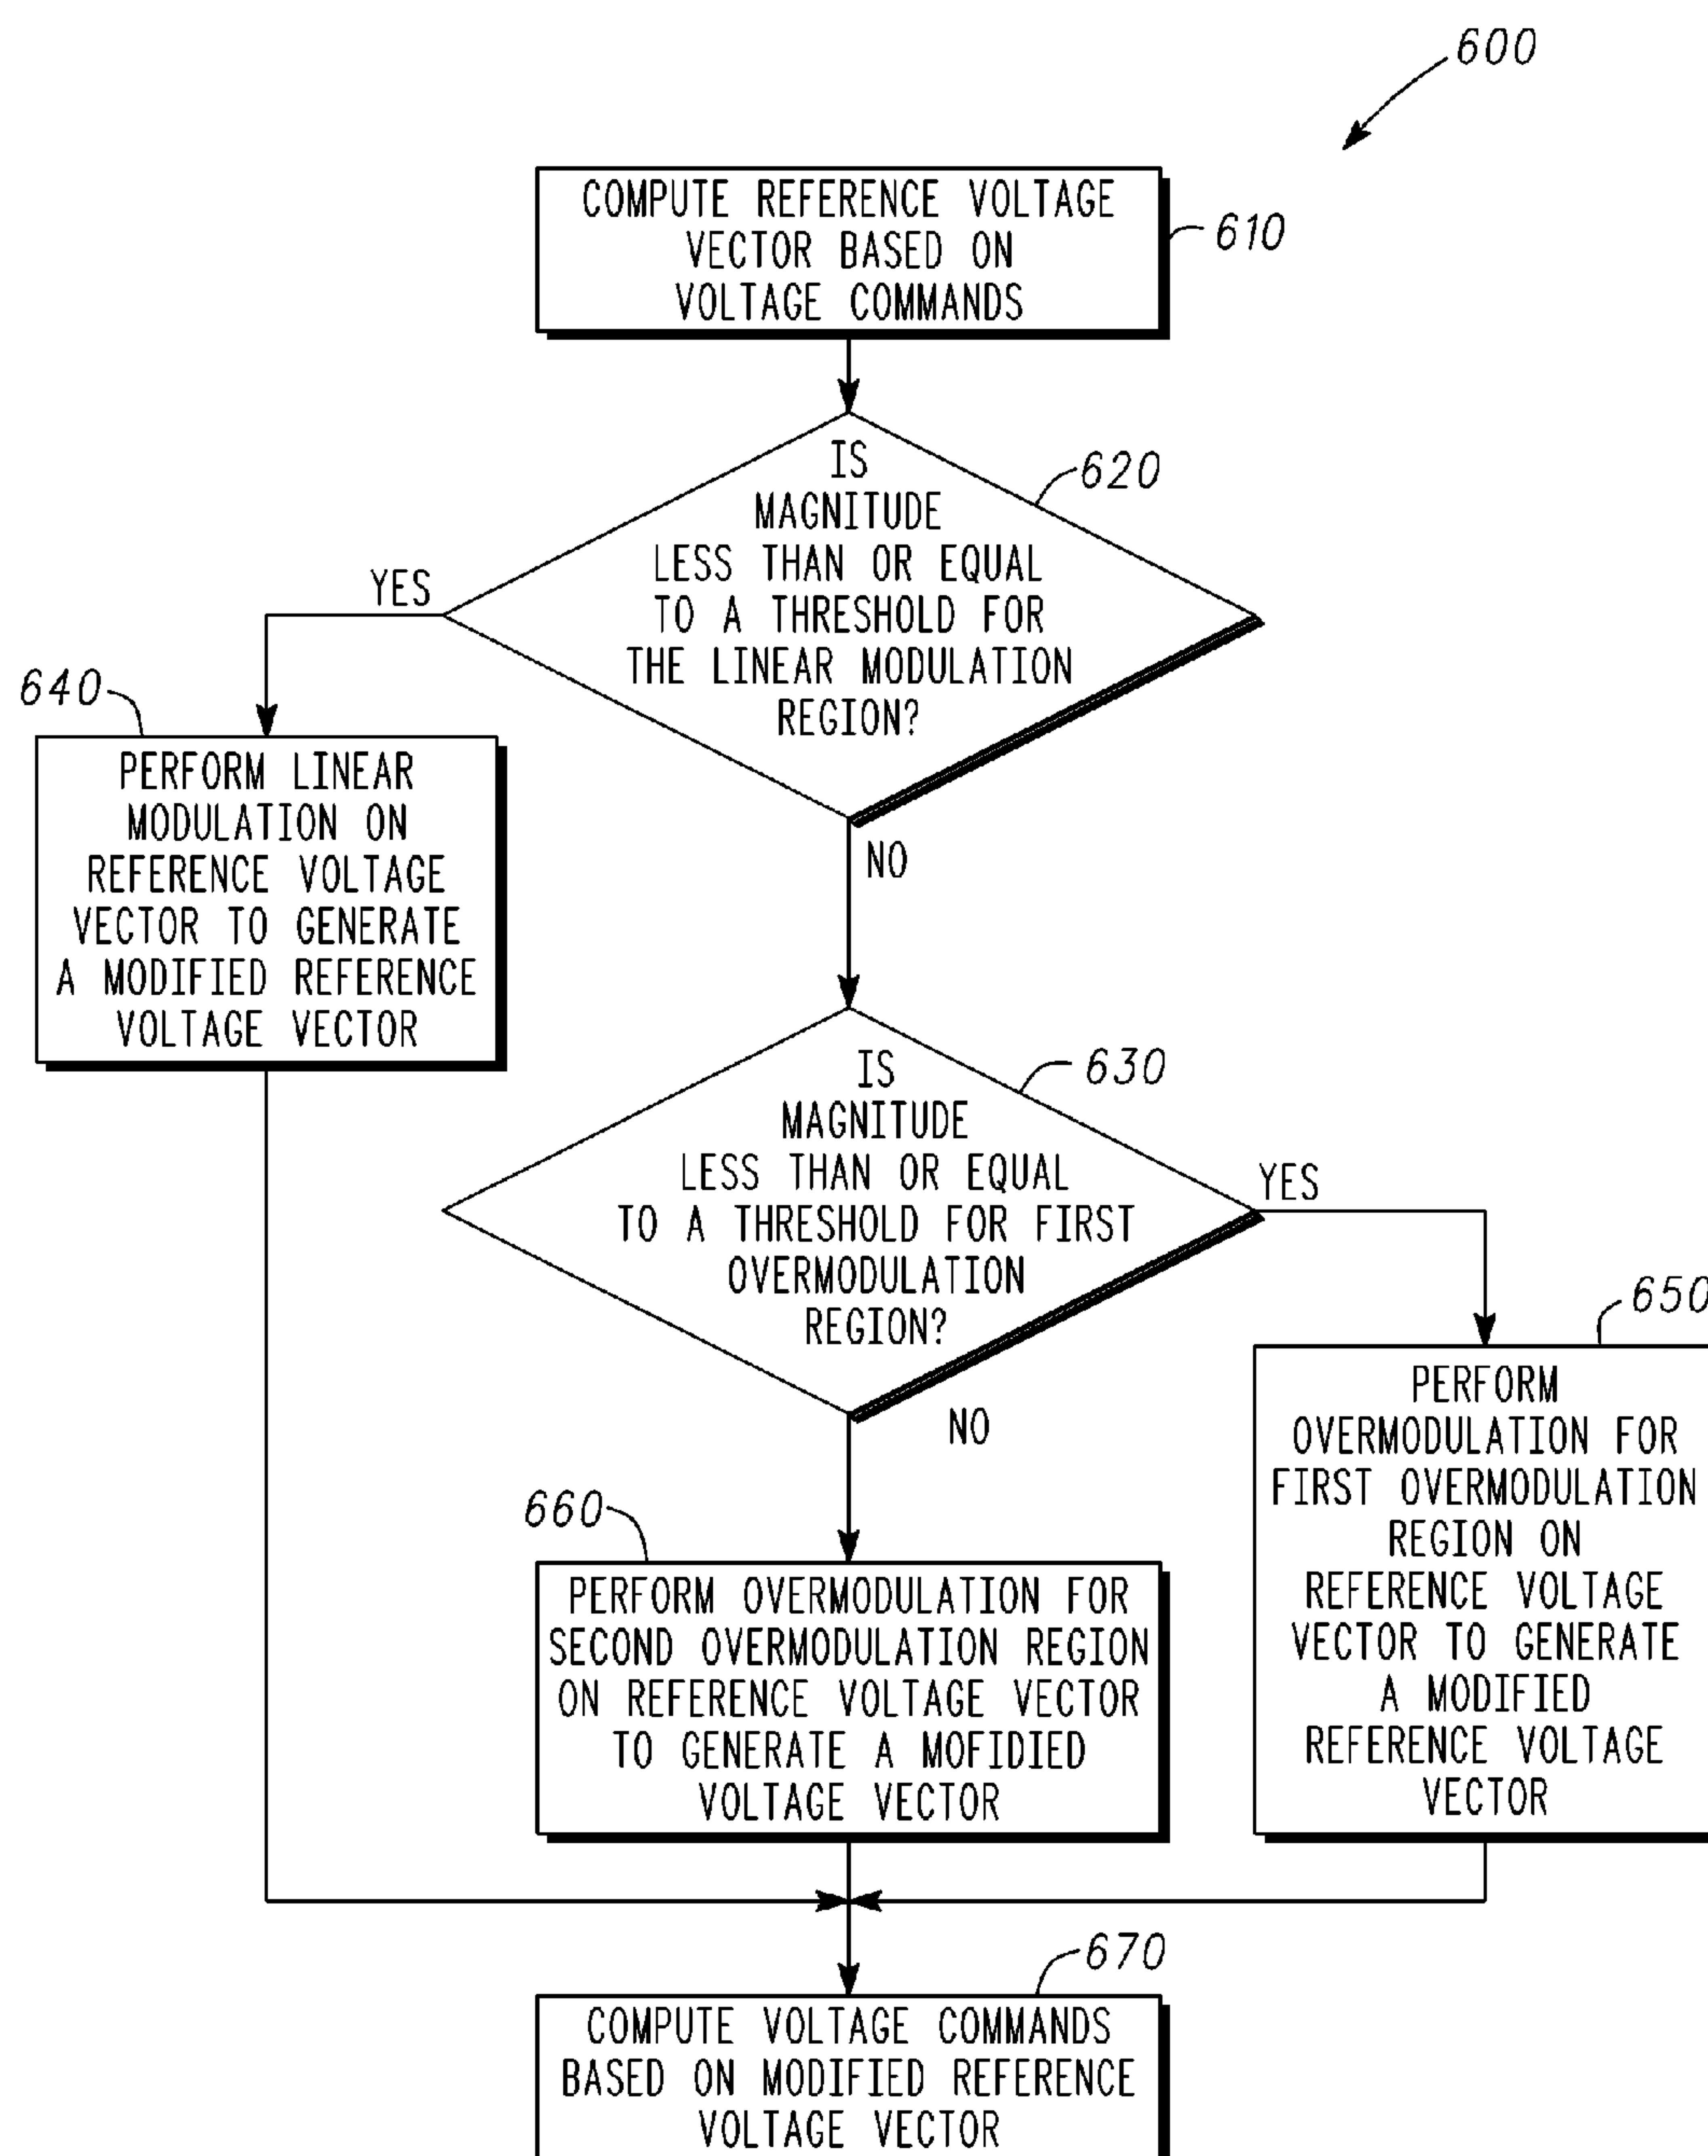 600
COMPUTE REFERENCE VOLTAGE
VECTOR BASED ON
VOLTAGE COMMANDS
610
IS
MAGNITUDE
LESS THAN OR EQUAL
TO A THRESHOLD FOR
THE LINEAR MODULATION
REGION?
620
YES
NO
640
PERFORM LINEAR
MODULATION ON
REFERENCE VOLTAGE
VECTOR TO GENERATE
A MODIFIED REFERENCE
VOLTAGE VECTOR
IS
MAGNITUDE
LESS THAN OR EQUAL
TO A THRESHOLD FOR FIRST
OVERMODULATION
REGION?
630
YES
NO
650
PERFORM
OVERMODULATION FOR
FIRST OVERMODULATION
REGION ON
REFERENCE VOLTAGE
VECTOR TO GENERATE
A MODIFIED
REFERENCE VOLTAGE
VECTOR
660
PERFORM OVERMODULATION FOR
SECOND OVERMODULATION REGION
ON REFERENCE VOLTAGE VECTOR
TO GENERATE A MOFIDIED
VOLTAGE VECTOR
670
COMPUTE VOLTAGE COMMANDS
BASED ON MODIFIED REFERENCE
VOLTAGE VECTOR